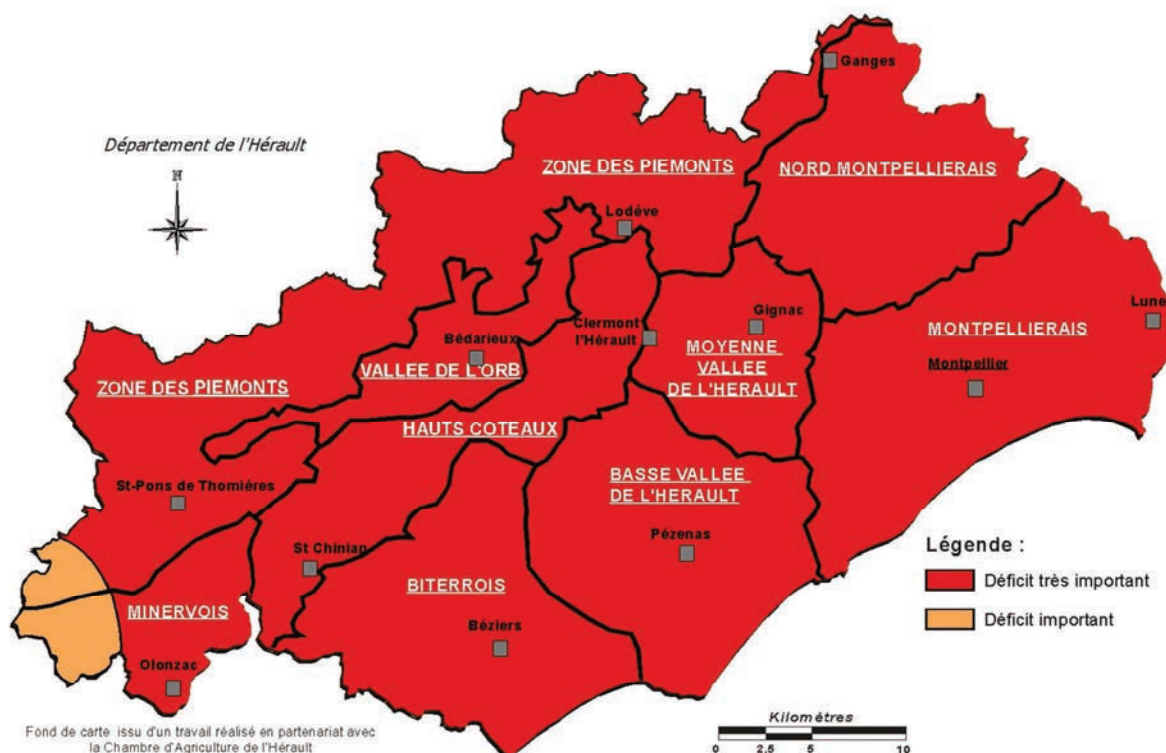 Ganges
Département de l'Hérault
N
ZONE DES PIEMONTS
NORD MONTPELLIERAIS
Lodève
Lune
Clermont
l'Hérault
Gignac
MONTPELLIERAIS
Bédarieux
MOYENNE
VALLEE
DE L'HERAULT
VALLEE DE L'ORB
Montpellier
ZONE DES PIEMONTS
HAUTS COTEAUX
BASSE VALLEE
DE L'HERAULT
St-Pons de Thomières
St Chinian
Pézenas
Légende :
Déficit très important
Déficit important
BITERROIS
MINERVOIS
Béziers
Olonzac
Fond de carte issu d'un travail réalisé en partenariat avec
la Chambre d'Agriculture de l'Hérault
Kilomètres
0 2,5 5 10